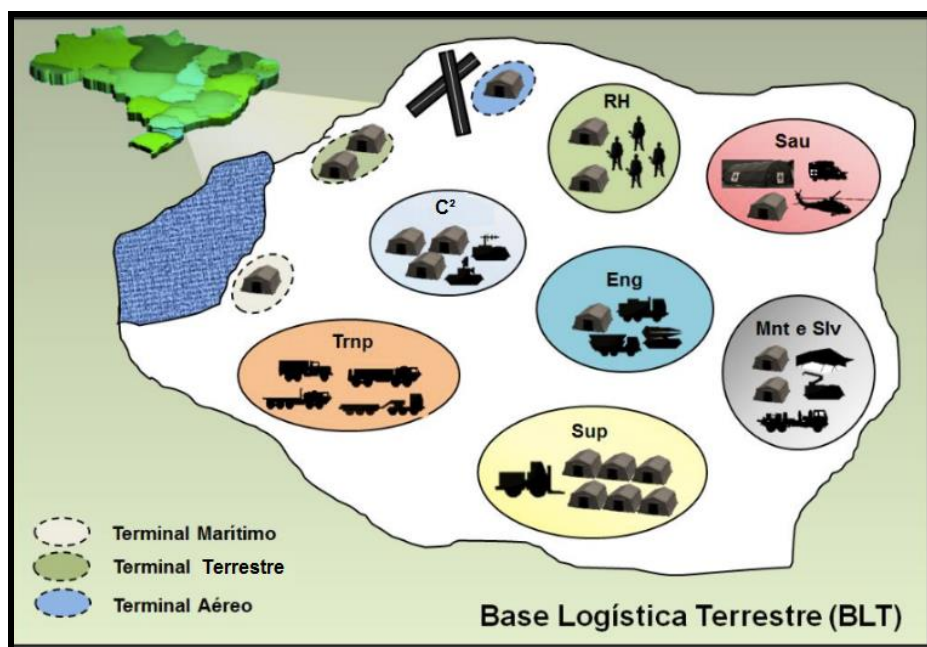 RH
Sau
C²
Eng
Mnt e Slv
Trnp
Sup
Terminal Marítimo
Terminal Terrestre
Terminal Aéreo
Base Logística Terrestre (BLT)